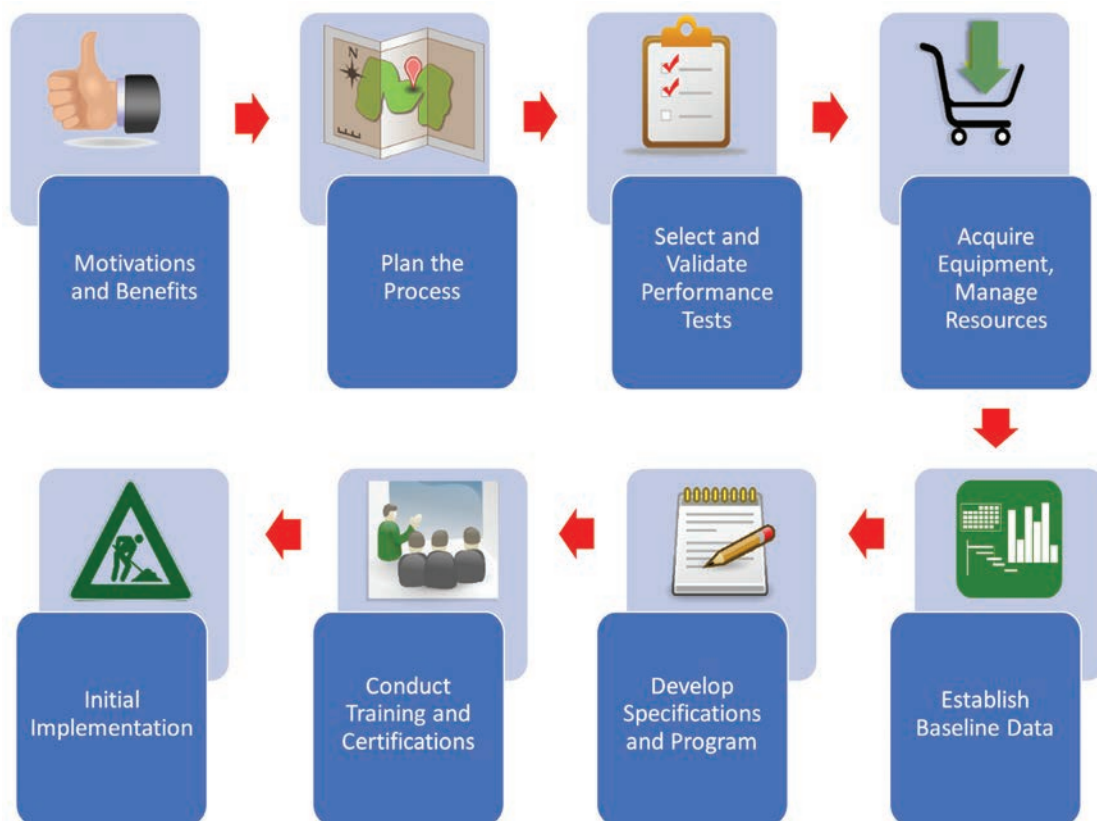 N
Motivations
and Benefits
Plan the
Process
Select and
Validate
Performance
Tests
Acquire
Equipment,
Manage
Resources
Establish
Baseline Data
Develop
Specifications
and Program
Conduct
Training and
Certifications
Initial
Implementation